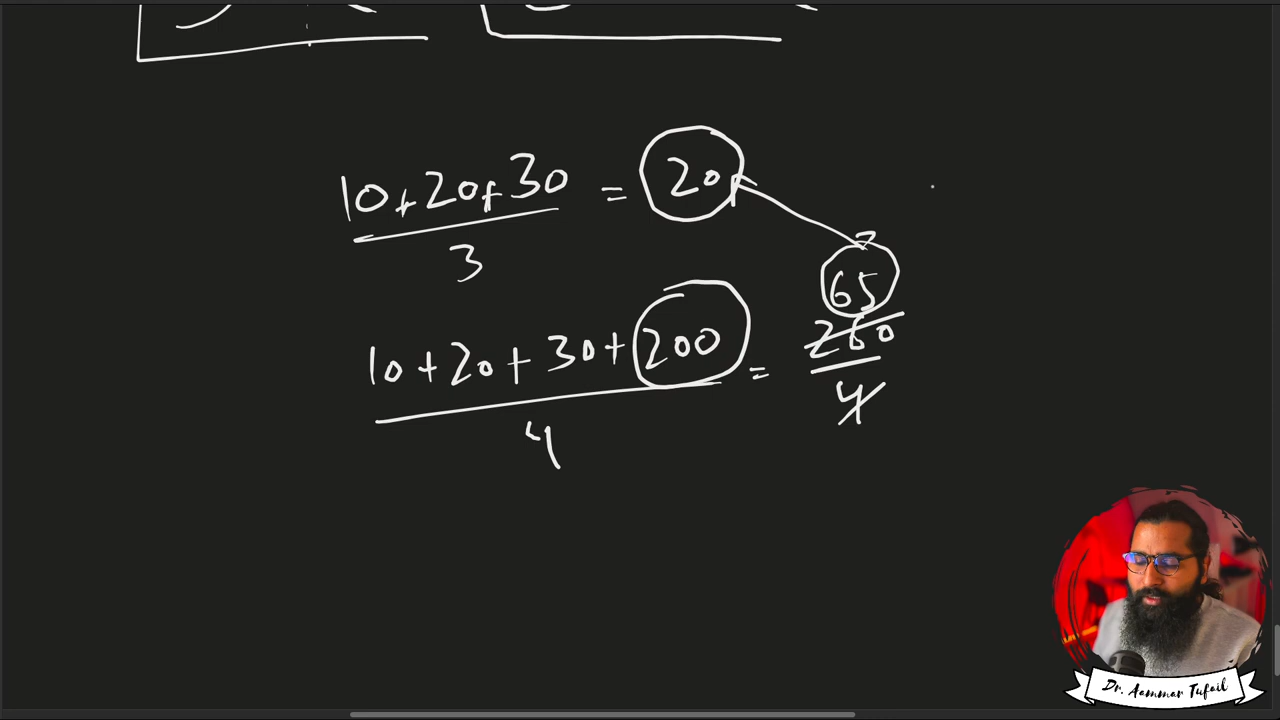 10+20+30 = 20
3
65
10+20+30+200 = 260
4 4
Dr. Aammar Tufail